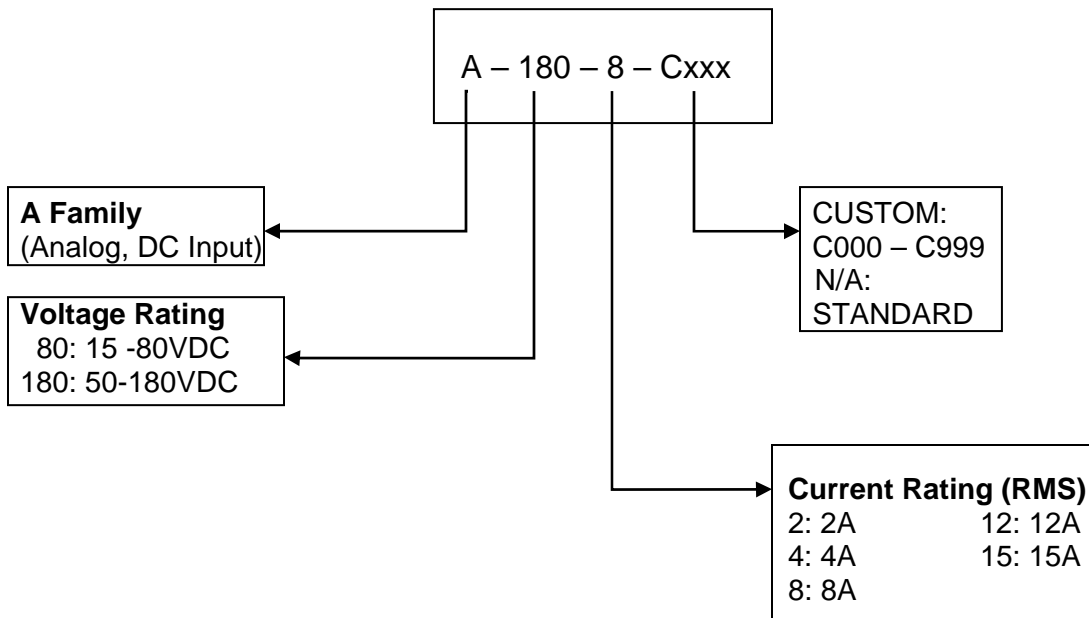 A – 180 – 8 – Cxxx
A Family
(Analog, DC Input)
Voltage Rating
80: 15 -80VDC
180: 50-180VDC
CUSTOM:
C000 – C999
N/A:
STANDARD
Current Rating (RMS)
2: 2A 12: 12A
4: 4A 15: 15A
8: 8A